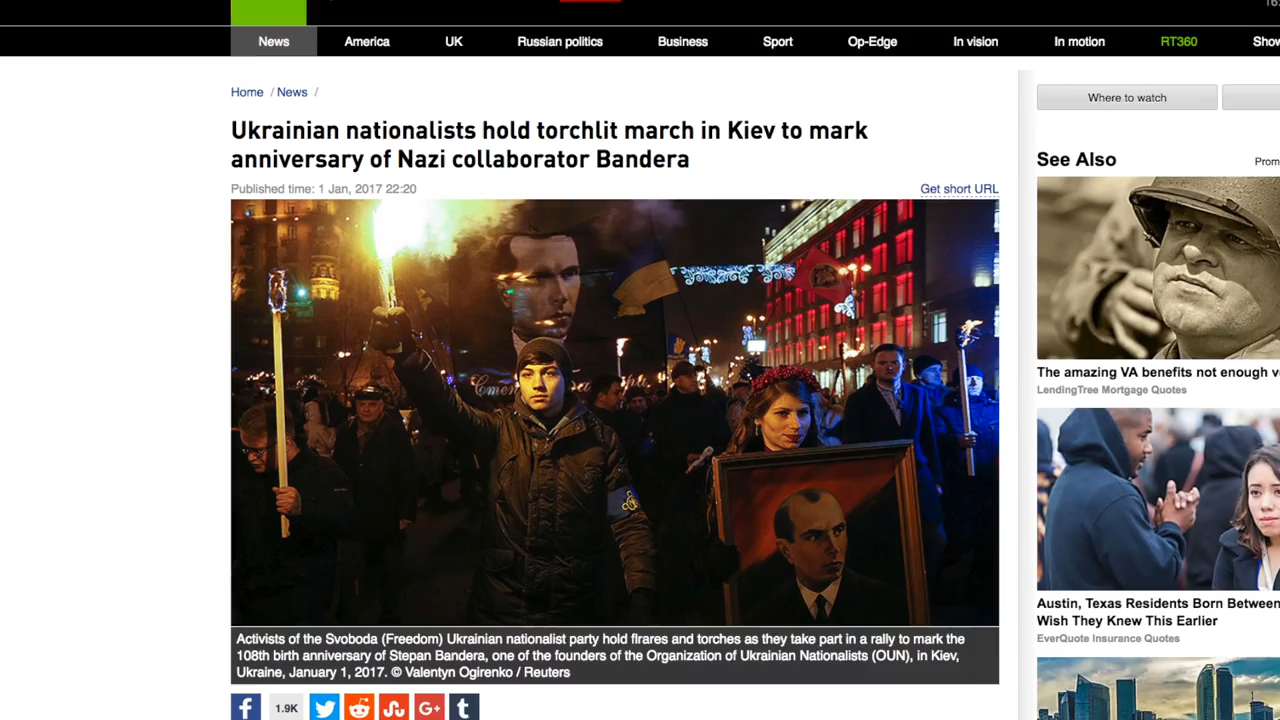 News America UK Russian politics Business Sport Op-Edge In vision In motion RT360 Show
Home / News /
Where to watch
Ukrainian nationalists hold torchlit march in Kiev to mark
anniversary of Nazi collaborator Bandera
See Also
Published time: 1 Jan, 2017 22:20
Get short URL
Activists of the Svoboda (Freedom) Ukrainian nationalist party hold flrares and torches as they take part in a rally to mark the
108th birth anniversary of Stepan Bandera, one of the founders of the Organization of Ukrainian Nationalists (OUN), in Kiev,
Ukraine, January 1, 2017. © Valentyn Ogirenko / Reuters
1.9K
The amazing VA benefits not enough
LendingTree Mortgage Quotes
Austin, Texas Residents Born Between
Wish They Knew This Earlier
EverQuote Insurance Quotes